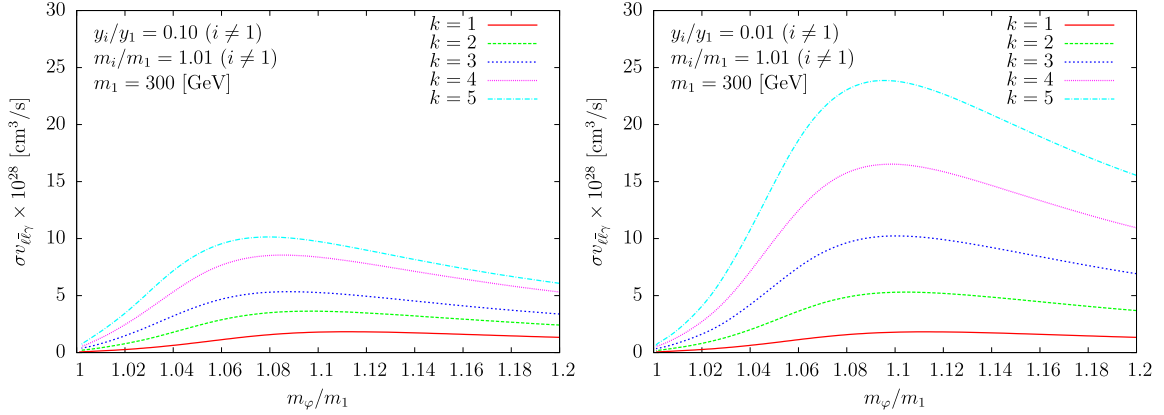 y_i/y_1 = 0.10 (i ≠ 1)
m_i/m_1 = 1.01 (i ≠ 1)
m_1 = 300 [GeV]
k = 1
k = 2
k = 3
k = 4
k = 5
30
25
20
15
10
5
0
σv_{ℓℓ̄γ} × 10^{28} [cm^3/s]
1 1.02 1.04 1.06 1.08 1.1 1.12 1.14 1.16 1.18 1.2
m_φ/m_1
y_i/y_1 = 0.01 (i ≠ 1)
m_i/m_1 = 1.01 (i ≠ 1)
m_1 = 300 [GeV]
k = 1
k = 2
k = 3
k = 4
k = 5
30
25
20
15
10
5
0
σv_{ℓℓ̄γ} × 10^{28} [cm^3/s]
1 1.02 1.04 1.06 1.08 1.1 1.12 1.14 1.16 1.18 1.2
m_φ/m_1